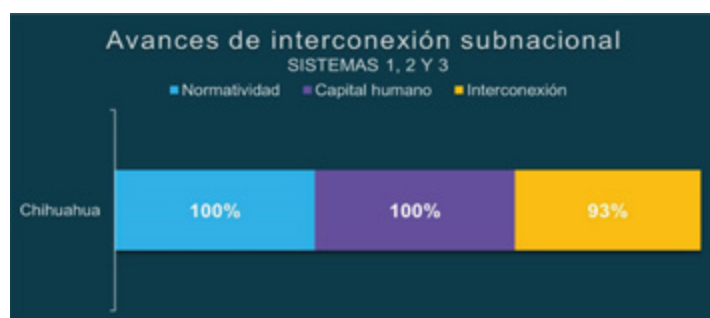 Avances de interconexión subnacional
SISTEMAS 1, 2 Y 3
Normatividad Capital humano Interconexión
Chihuahua 100% 100% 93%